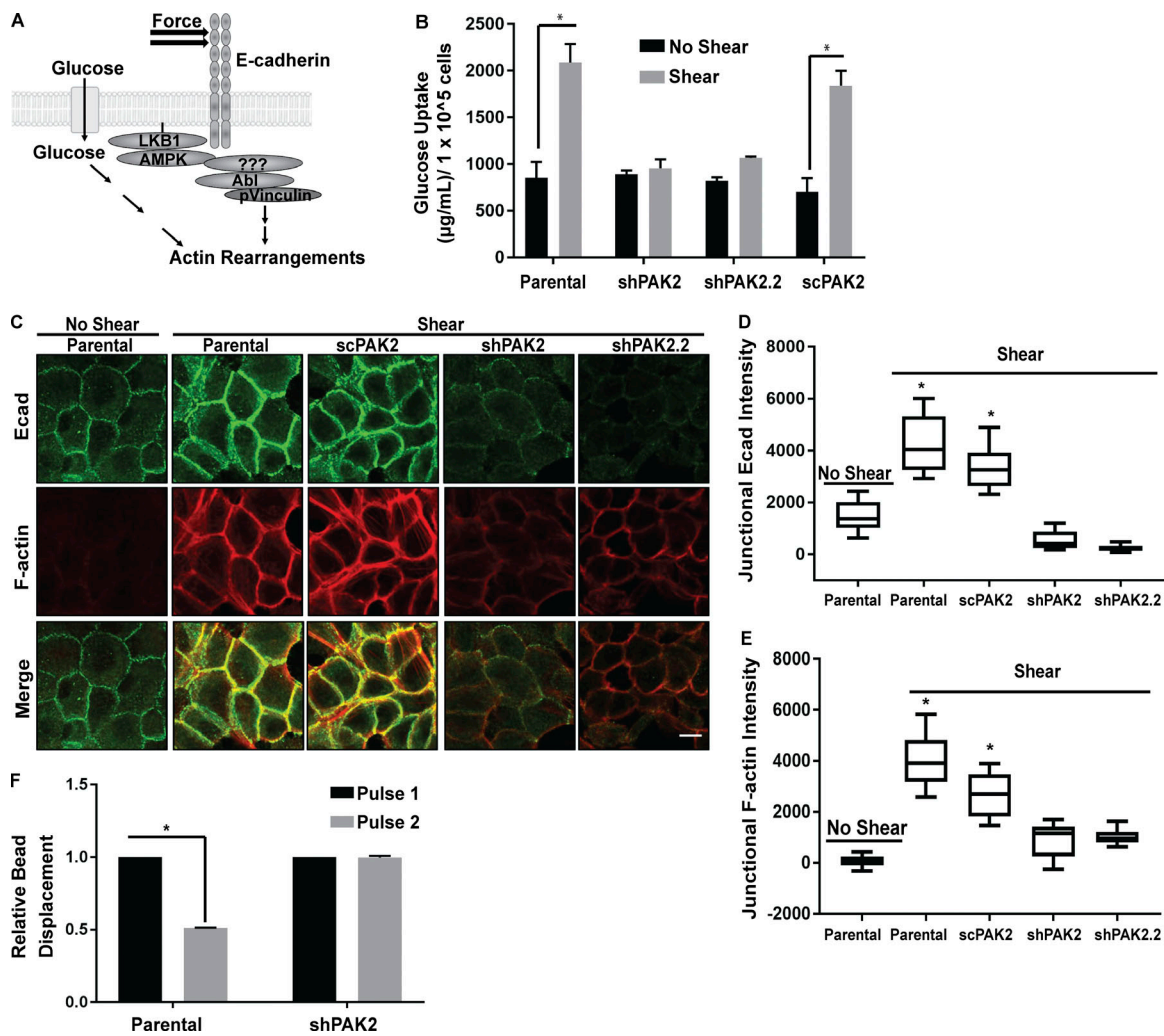 A
Force
E-cadherin
Glucose
LKB1
Glucose
AMPK
???
Abl
pVinculin
Actin Rearrangements
B
*
*
No Shear
Shear
Glucose Uptake
(µg/mL)/ 1 x 10^5 cells
2500
2000
1500
1000
500
0
Parental shPAK2 shPAK2.2 scPAK2
C
No Shear Shear
Parental Parental scPAK2 shPAK2 shPAK2.2
Ecad
F-actin
Merge
D
Shear
Junctional Ecad Intensity
8000
6000
4000
2000
0
No Shear
*
*
Parental Parental scPAK2 shPAK2 shPAK2.2
E
Shear
Junctional F-actin Intensity
8000
6000
4000
2000
0
-2000
No Shear
*
*
Parental Parental scPAK2 shPAK2 shPAK2.2
F
Pulse 1
Pulse 2
*
Relative Bead
Displacement
1.5
1.0
0.5
0.0
Parental shPAK2